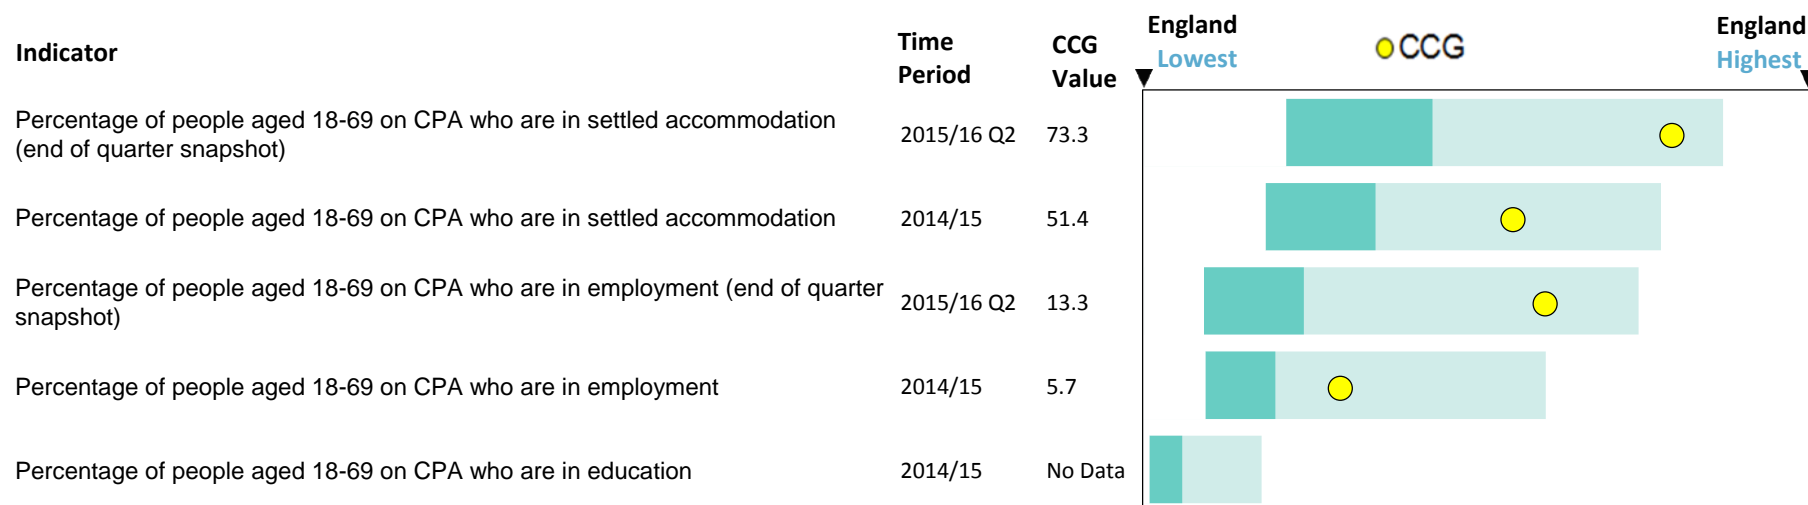 Indicator
Time
Period
CCG
Value
England
Lowest
CCG
England
Highest
Percentage of people aged 18-69 on CPA who are in settled accommodation
(end of quarter snapshot)
2015/16 Q2
73.3
Percentage of people aged 18-69 on CPA who are in settled accommodation
2014/15
51.4
Percentage of people aged 18-69 on CPA who are in employment (end of quarter
snapshot)
2015/16 Q2
13.3
Percentage of people aged 18-69 on CPA who are in employment
2014/15
5.7
Percentage of people aged 18-69 on CPA who are in education
2014/15
No Data